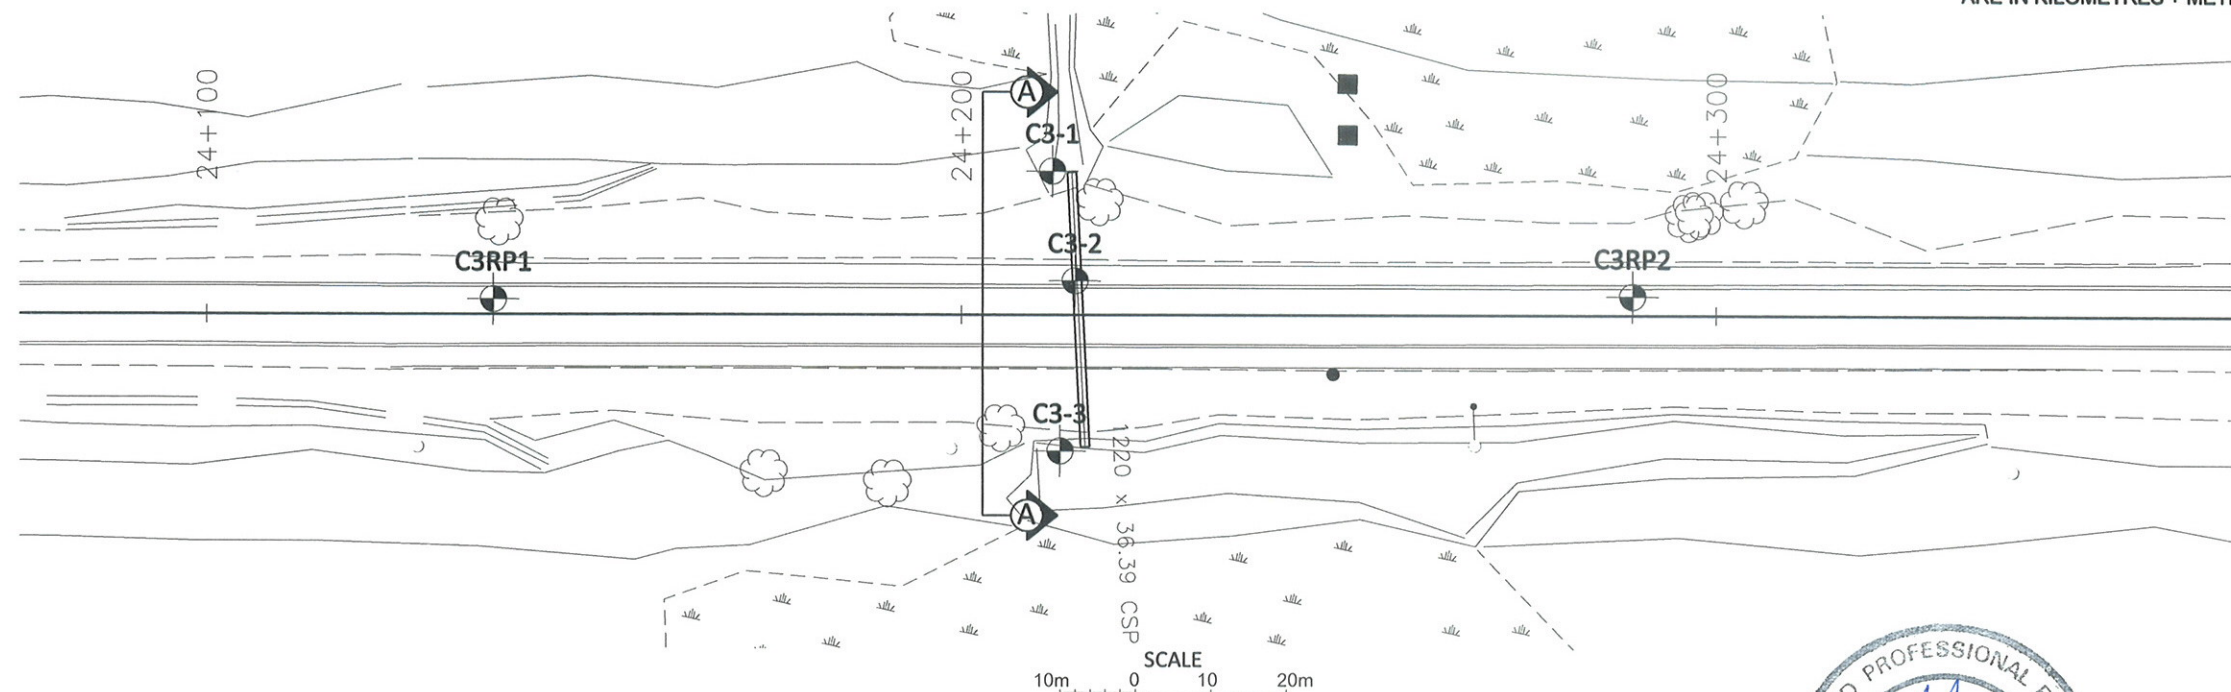 24+100
24+200
24+300
A
C3-1
C3-2
C3RP1
C3RP2
C3-3
1220 x 36.39 CSP
A
SCALE
10m 0 10 20m
PROFESSIONAL